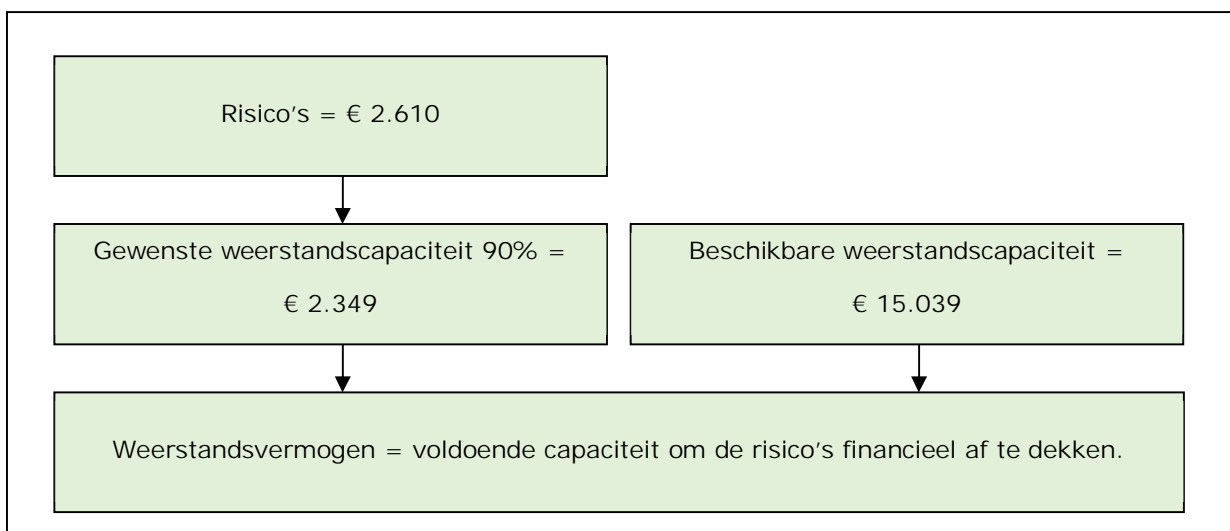 Risico's = € 2.610
Gewenste weerstandscapaciteit 90% =
€ 2.349
Beschikbare weerstandscapaciteit =
€ 15.039
Weerstandsvermogen = voldoende capaciteit om de risico's financieel af te dekken.